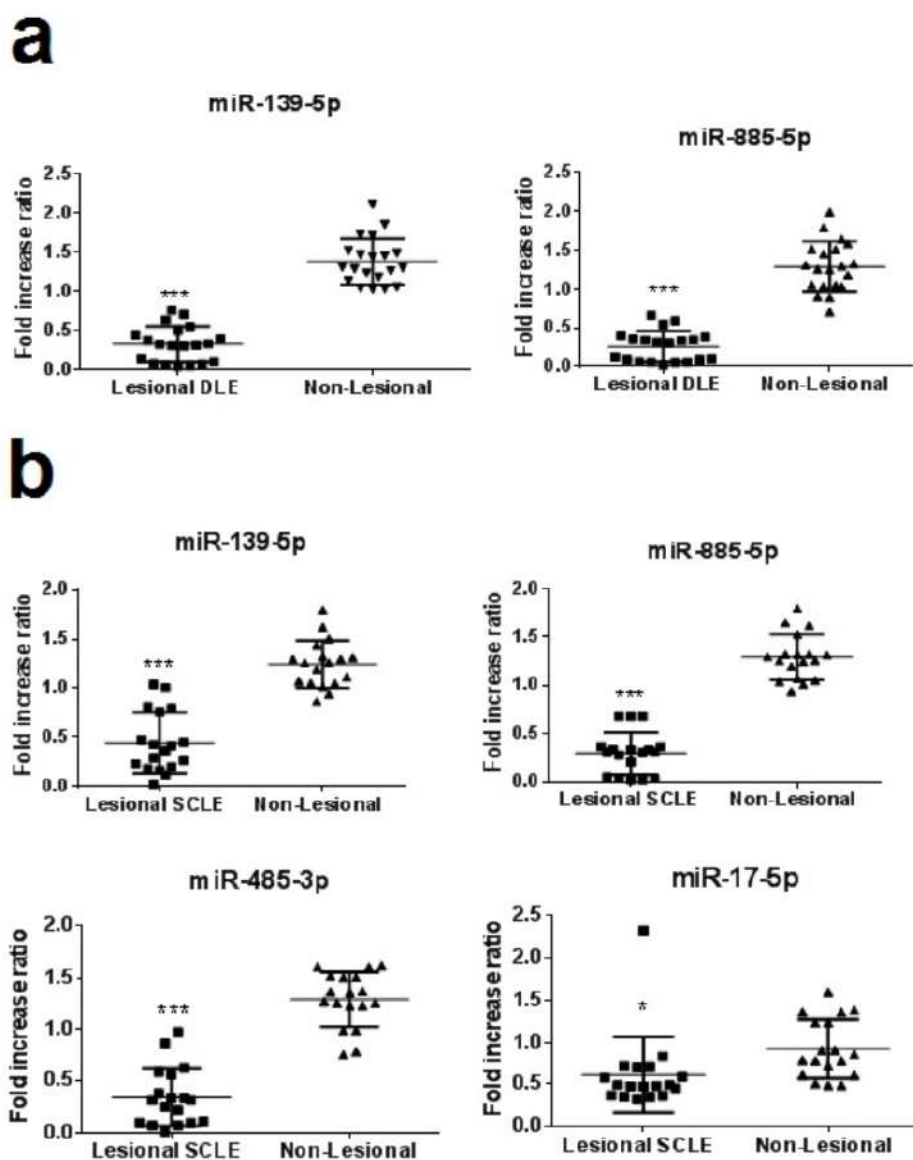 a
miR-139-5p
Fold increase ratio
2.5
2.0
1.5
1.0
0.5
0.0
***
Lesional DLE
Non-Lesional
miR-885-5p
Fold increase ratio
2.5
2.0
1.5
1.0
0.5
0.0
***
Lesional DLE
Non-Lesional
b
miR-139-5p
Fold increase ratio
2.0
1.5
1.0
0.5
0.0
***
Lesional SCLE
Non-Lesional
miR-885-5p
Fold increase ratio
2.0
1.5
1.0
0.5
0.0
***
Lesional SCLE
Non-Lesional
miR-485-3p
Fold increase ratio
2.0
1.5
1.0
0.5
0.0
***
Lesional SCLE
Non-Lesional
miR-17-5p
Fold increase ratio
2.5
2.0
1.5
1.0
0.5
0.0
*
Lesional SCLE
Non-Lesional